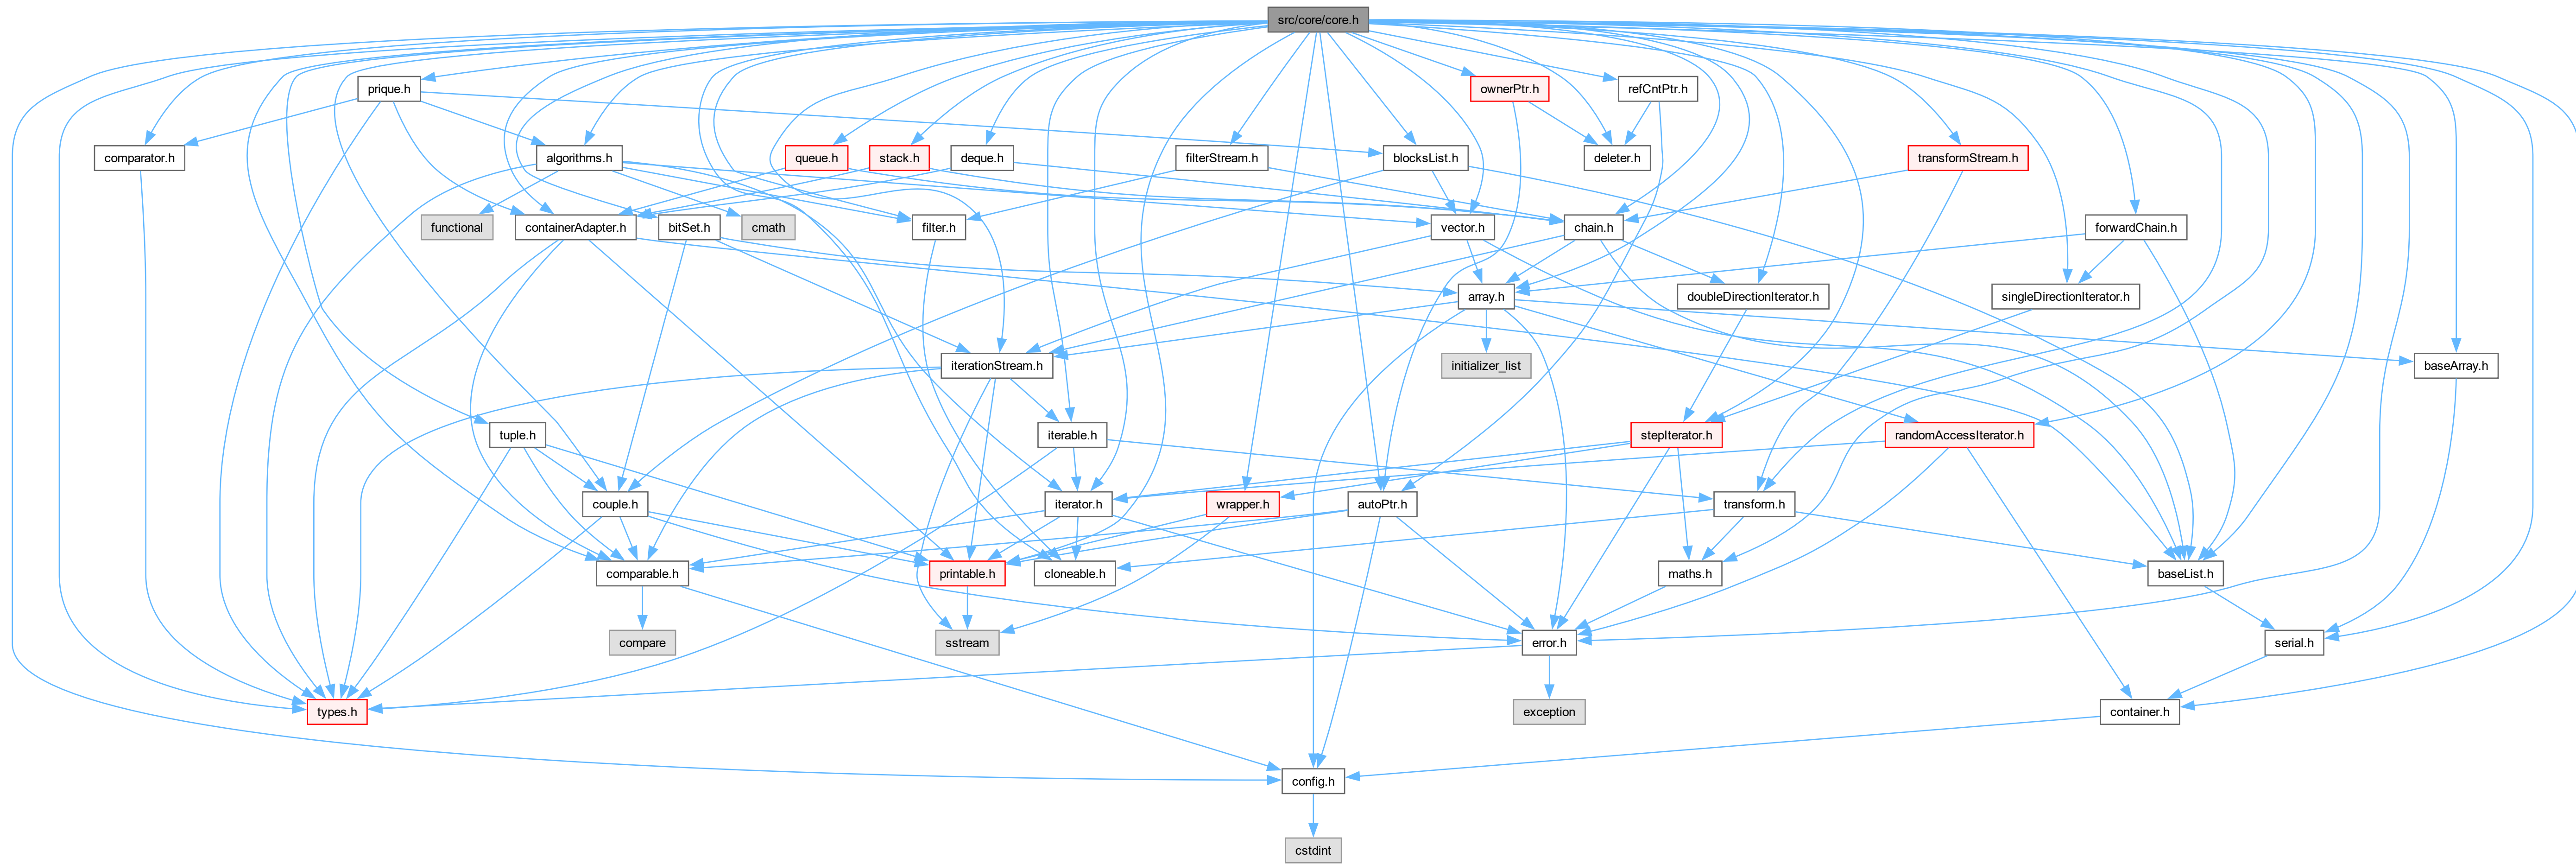 src/core/core.h
prique.h
ownerPtr.h
refCntPtr.h
comparator.h
algorithms.h
queue.h
stack.h
deque.h
filterStream.h
blocksList.h
deleter.h
transformStream.h
functional
containerAdapter.h
bitSet.h
cmath
filter.h
vector.h
chain.h
forwardChain.h
array.h
doubleDirectionIterator.h
singleDirectionIterator.h
iterationStream.h
initializer_list
baseArray.h
tuple.h
iterable.h
stepIterator.h
randomAccessIterator.h
couple.h
iterator.h
wrapper.h
autoPtr.h
transform.h
comparable.h
printable.h
cloneable.h
maths.h
baseList.h
compare
sstream
error.h
serial.h
types.h
exception
container.h
config.h
cstdint